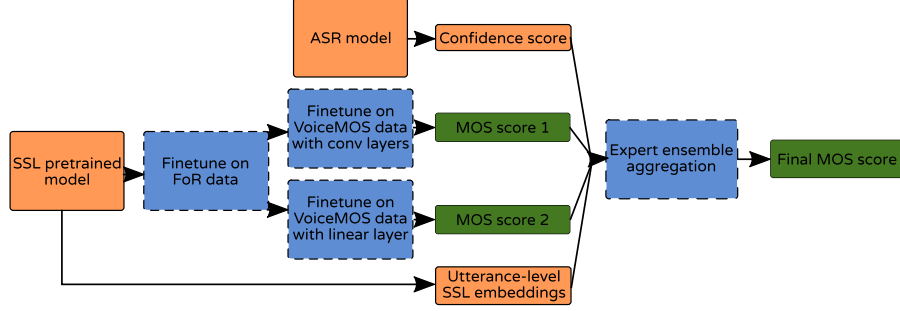 ASR model
Confidence score
Finetune on
VoiceMOS data
with conv layers
MOS score 1
SSL pretrained
model
Finetune on
FoR data
Expert ensemble
aggregation
Final MOS score
Finetune on
VoiceMOS data
with linear layer
MOS score 2
Utterance-level
SSL embeddings